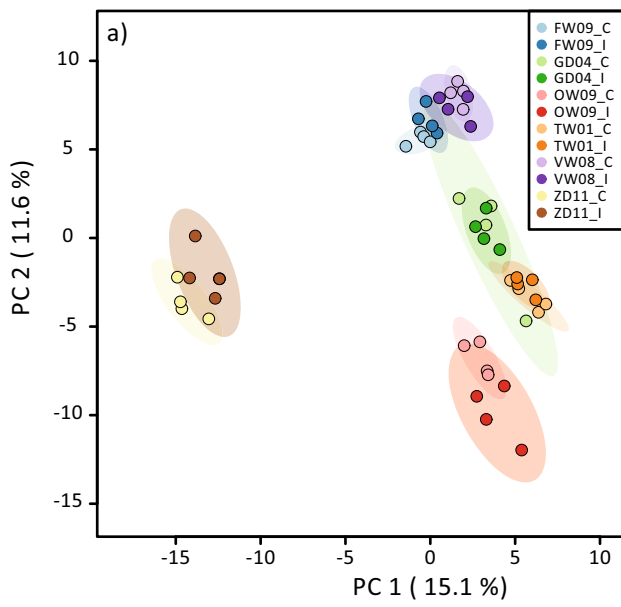 a)
FW09_C
FW09_I
GD04_C
GD04_I
OW09_C
OW09_I
TW01_C
TW01_I
VW08_C
VW08_I
ZD11_C
ZD11_I
10
5
0
-5
-10
-15
PC 2 ( 11.6 %)
-15
-10
-5
0
5
10
PC 1 ( 15.1 %)